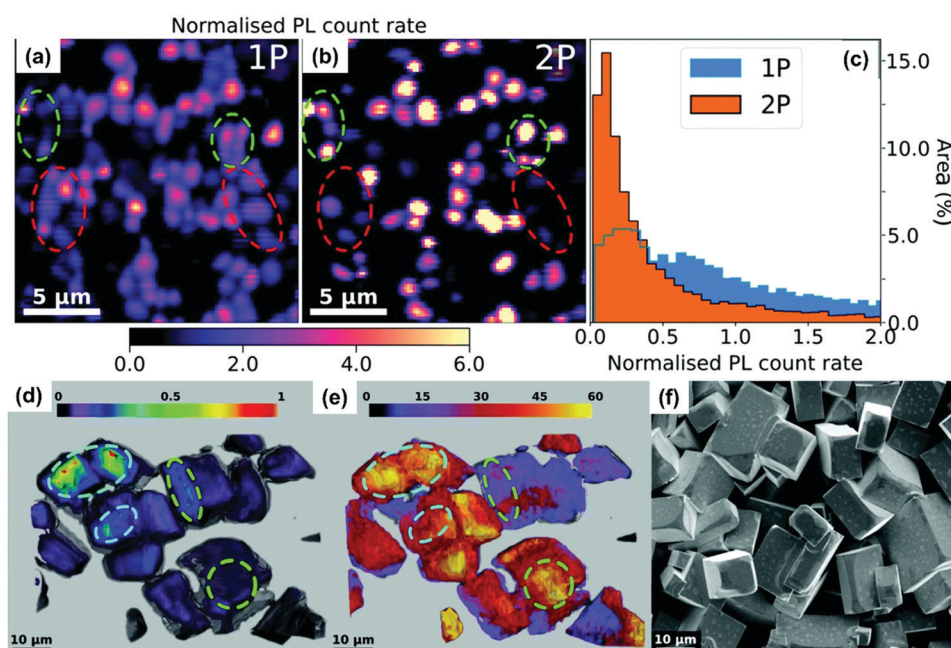 Normalised PL count rate
(a)
1P
5 μm
(b)
2P
5 μm
0.0 2.0 4.0 6.0
1P
2P
(c)
15.0
10.0
5.0
0.0
Area (%)
0.0 0.5 1.0 1.5 2.0
Normalised PL count rate
(d)
0 0.5 1
10 μm
(e)
0 15 30 45 60
10 μm
(f)
10 μm